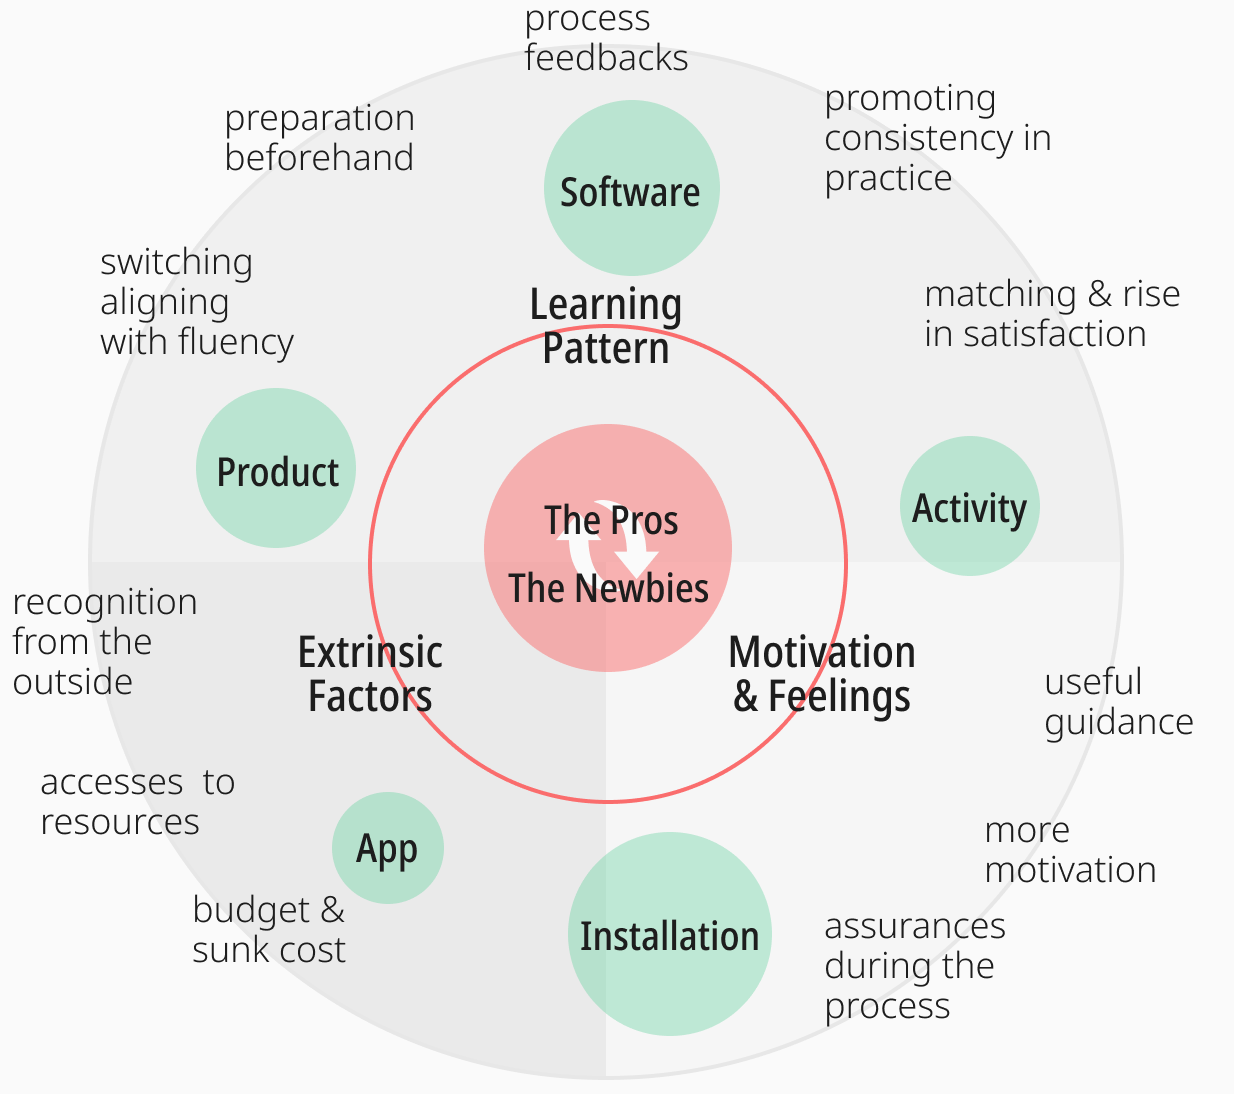 process
feedbacks
promoting
consistency in
practice
preparation
beforehand
Software
switching
aligning
with fluency
matching & rise
in satisfaction
Learning
Pattern
Product
Activity
The Pros
The Newbies
recognition
from the
outside
Extrinsic
Factors
Motivation
& Feelings
useful
guidance
accesses  to
resources
App
more
motivation
budget &
sunk cost
Installation
assurances
during the
process